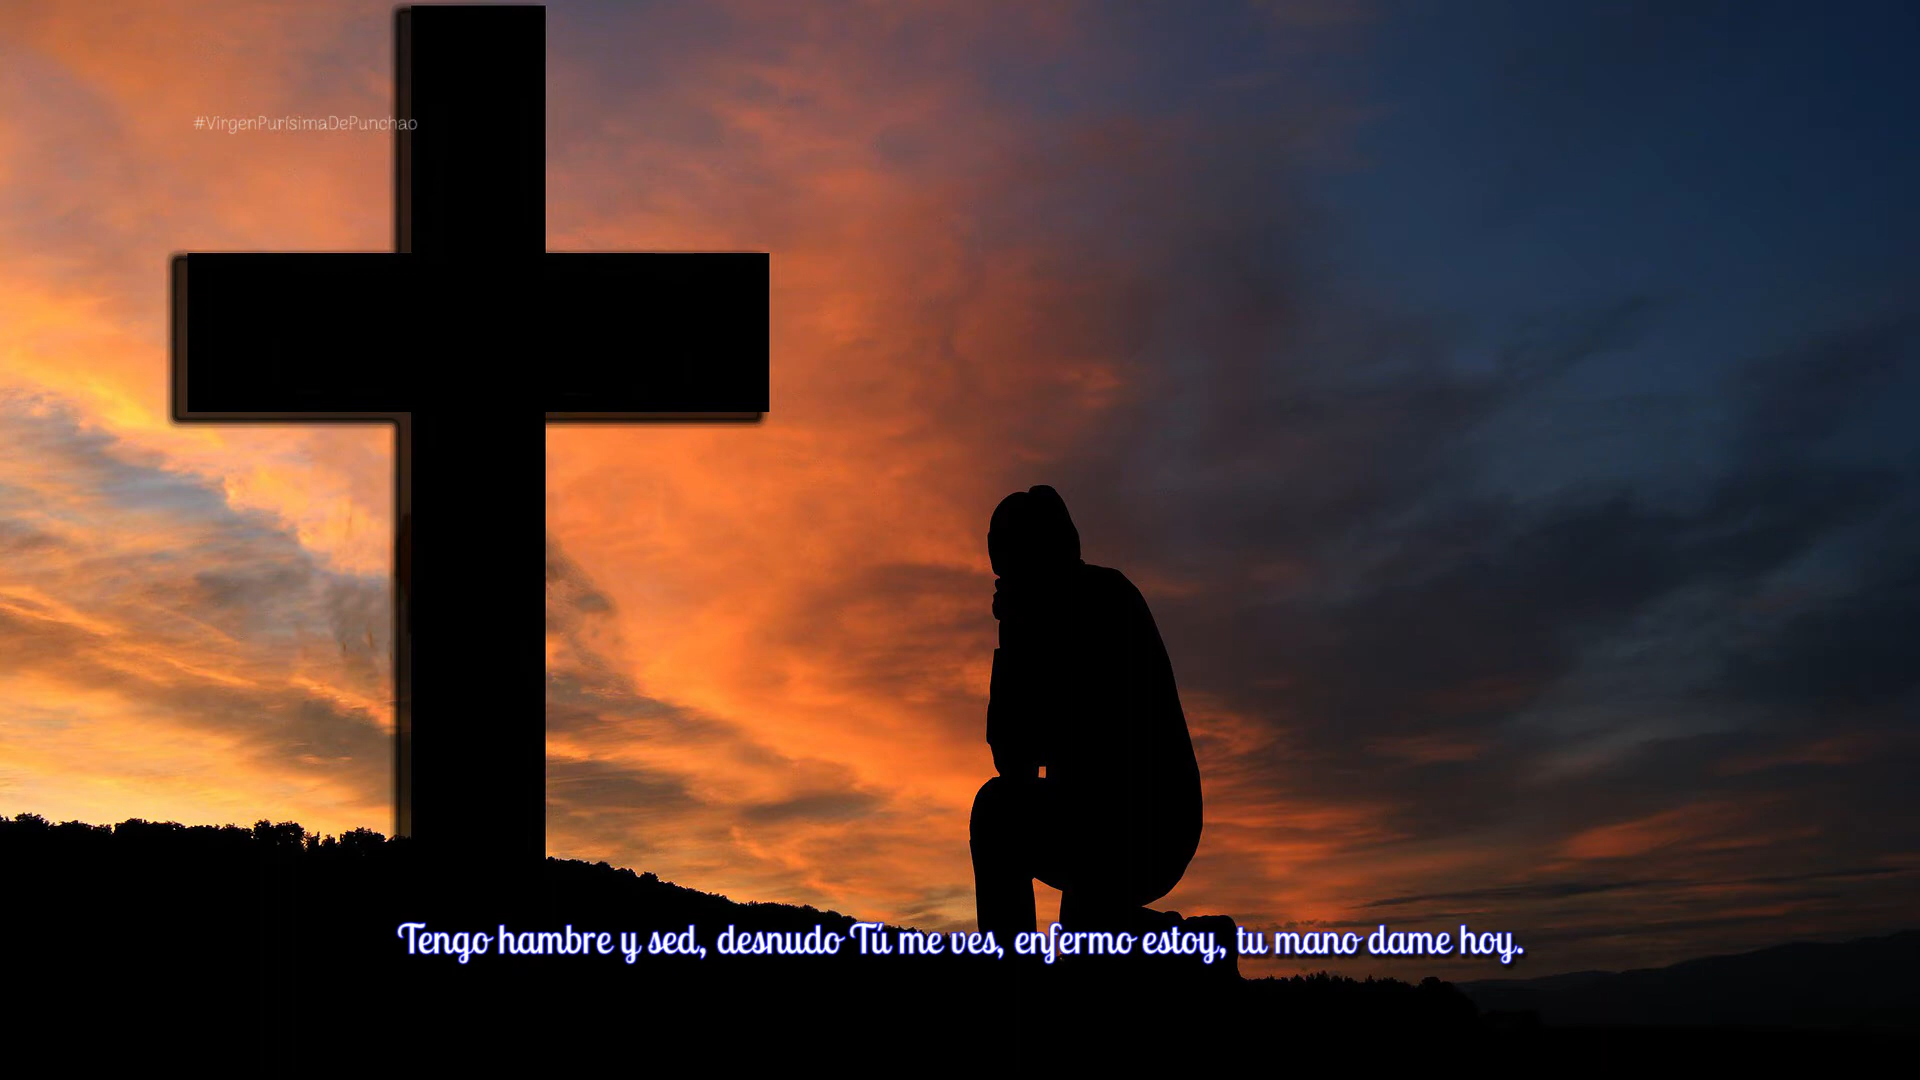 #VirgenPurísimaDePunchao
Tengo hambre y sed, desnudo Tú me ves, enfermo estoy, tu mano dame hoy.